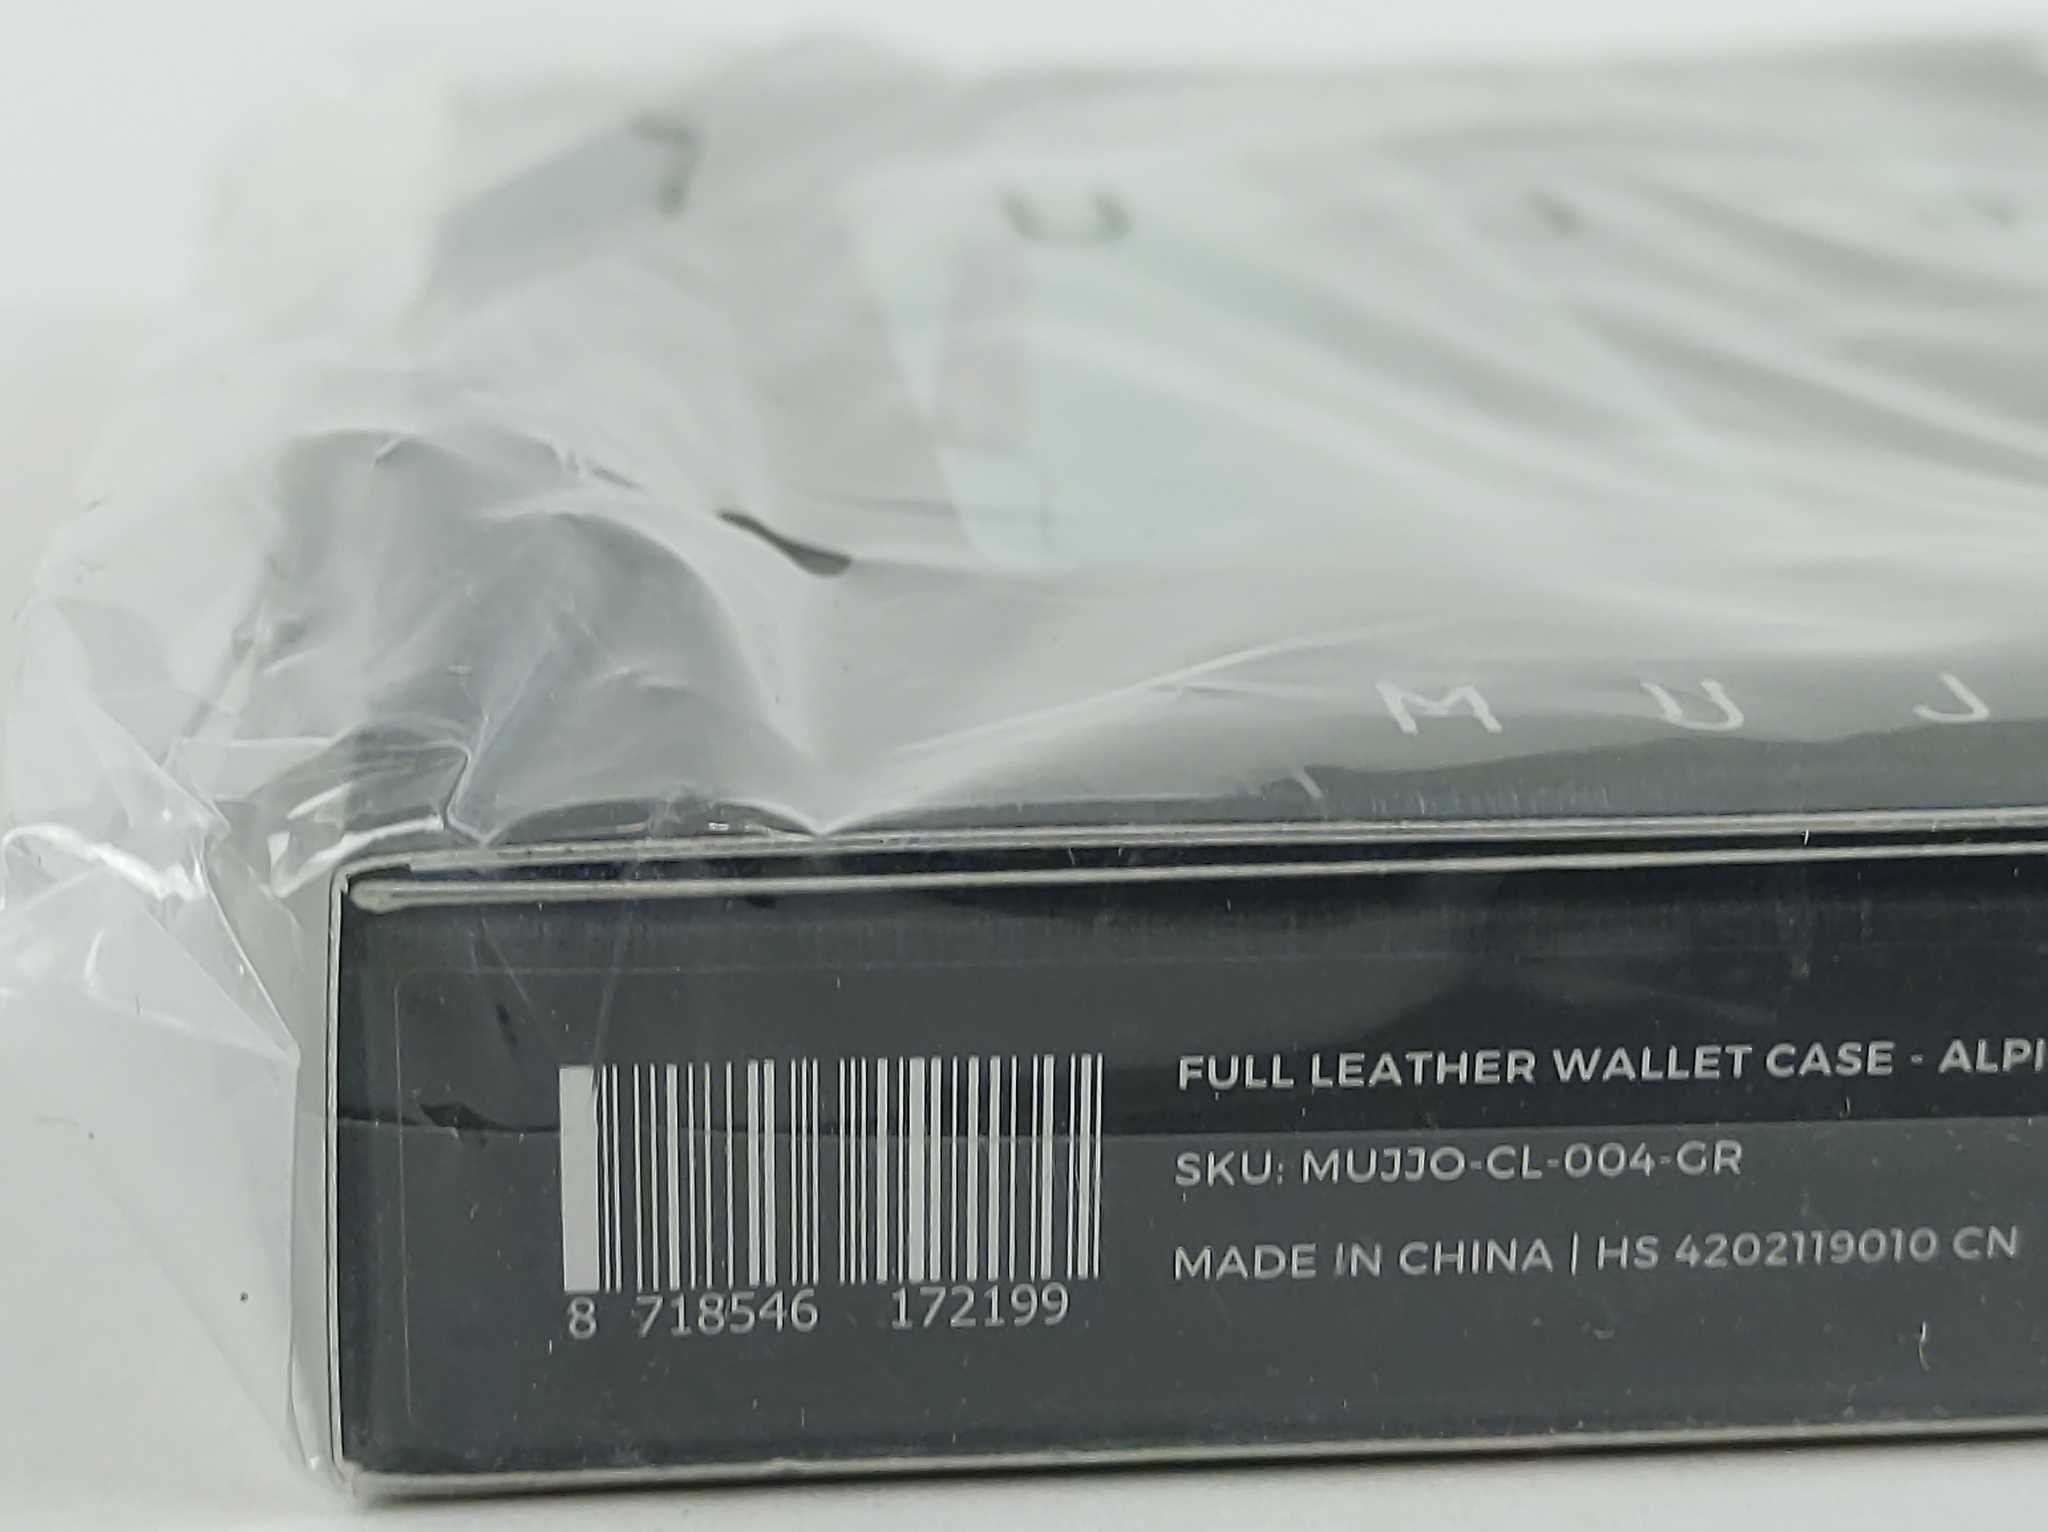 M U J
FULL LEATHER WALLET CASE - ALPI
SKU: MUJJO-CL-004-GR
MADE IN CHINA | HS 4202119010 CN
8 718546 172199